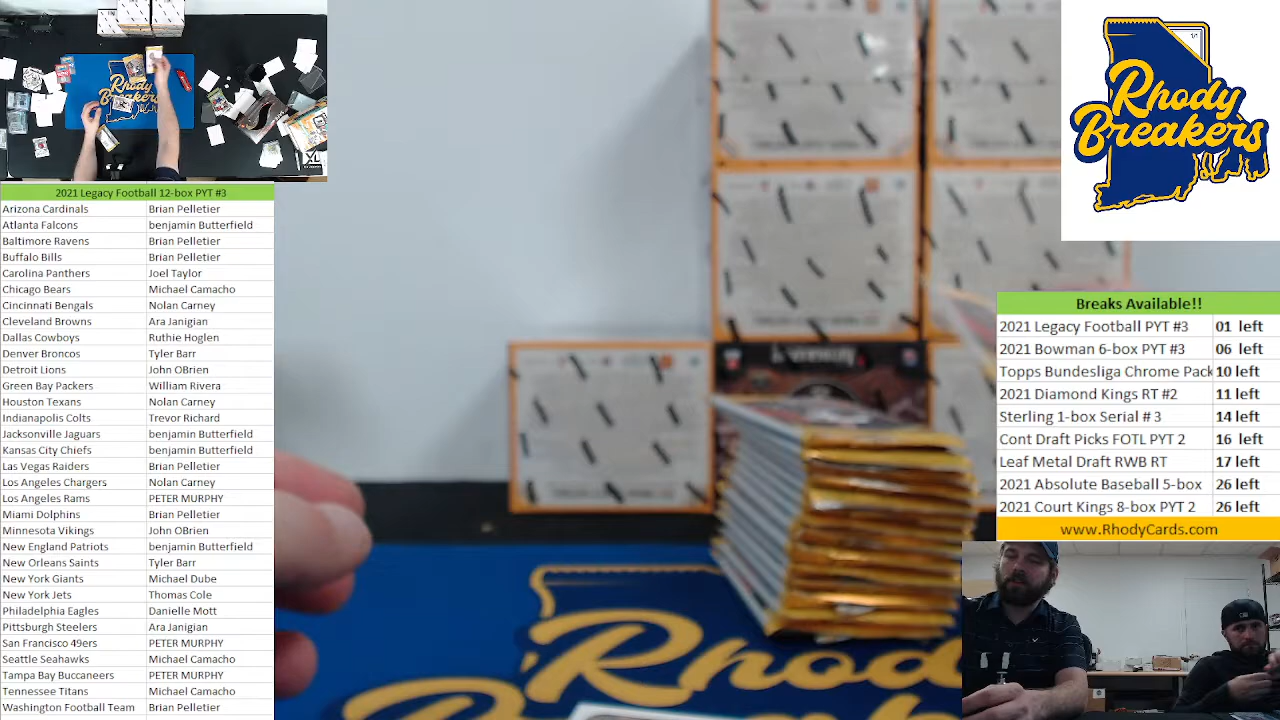 Rhody
Breakers
2021 Legacy Football 12-box PYT #3
Arizona Cardinals Brian Pelletier
Atlanta Falcons benjamin Butterfield
Baltimore Ravens Brian Pelletier
Buffalo Bills Brian Pelletier
Carolina Panthers Joel Taylor
Chicago Bears Michael Camacho
Cincinnati Bengals Nolan Carney
Cleveland Browns Ara Janigian
Dallas Cowboys Ruthie Hoglen
Denver Broncos Tyler Barr
Detroit Lions John OBrien
Green Bay Packers William Rivera
Houston Texans Nolan Carney
Indianapolis Colts Trevor Richard
Jacksonville Jaguars benjamin Butterfield
Kansas City Chiefs benjamin Butterfield
Las Vegas Raiders Brian Pelletier
Los Angeles Chargers Nolan Carney
Los Angeles Rams PETER MURPHY
Miami Dolphins Brian Pelletier
Minnesota Vikings John OBrien
New England Patriots benjamin Butterfield
New Orleans Saints Tyler Barr
New York Giants Michael Dube
New York Jets Thomas Cole
Philadelphia Eagles Danielle Mott
Pittsburgh Steelers Ara Janigian
San Francisco 49ers PETER MURPHY
Seattle Seahawks Michael Camacho
Tampa Bay Buccaneers PETER MURPHY
Tennessee Titans Michael Camacho
Washington Football Team Brian Pelletier
Rhody
Breakers
Breaks Available!!
2021 Legacy Football PYT #3 01 left
2021 Bowman 6-box PYT #3 06 left
Topps Bundesliga Chrome Pack 10 left
2021 Diamond Kings RT #2 11 left
Sterling 1-box Serial # 3 14 left
Cont Draft Picks FOTL PYT 2 16 left
Leaf Metal Draft RWB RT 17 left
2021 Absolute Baseball 5-box 26 left
2021 Court Kings 8-box PYT 2 26 left
www.RhodyCards.com
Rhod